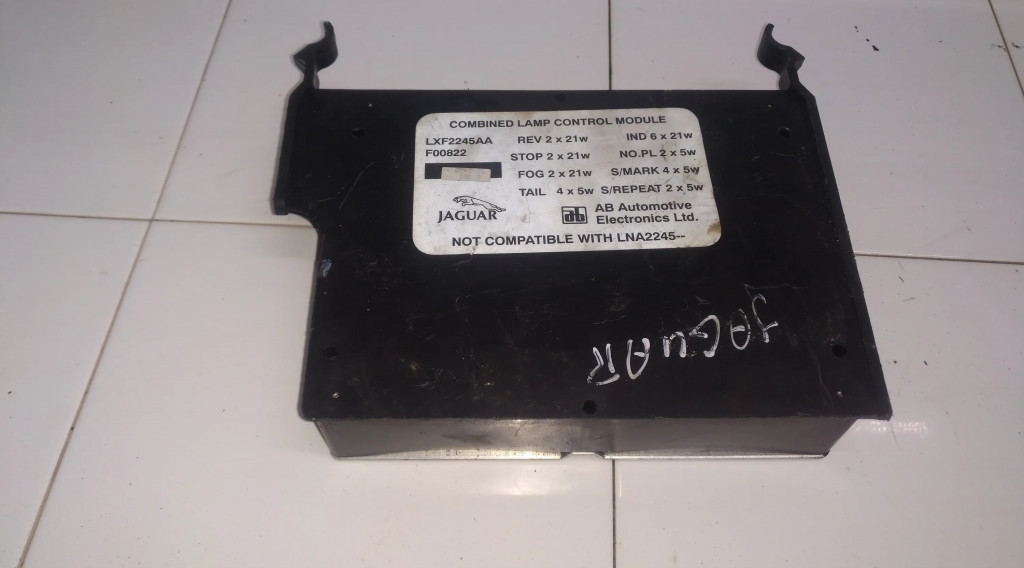 COMBINED LAMP CONTROL MODULE
LXF2245AA REV 2 x 21w IND 6 x 21w
F00822 STOP 2 x 21w NO.PL 2 x 5w
FOG 2 x 21w S/MARK 4 x 5w
TAIL 4 x 5w S/REPEAT 2 x 5w
JAGUAR ab AB Automotive
Electronics Ltd.
NOT COMPATIBLE WITH LNA2245--
JAGUAR